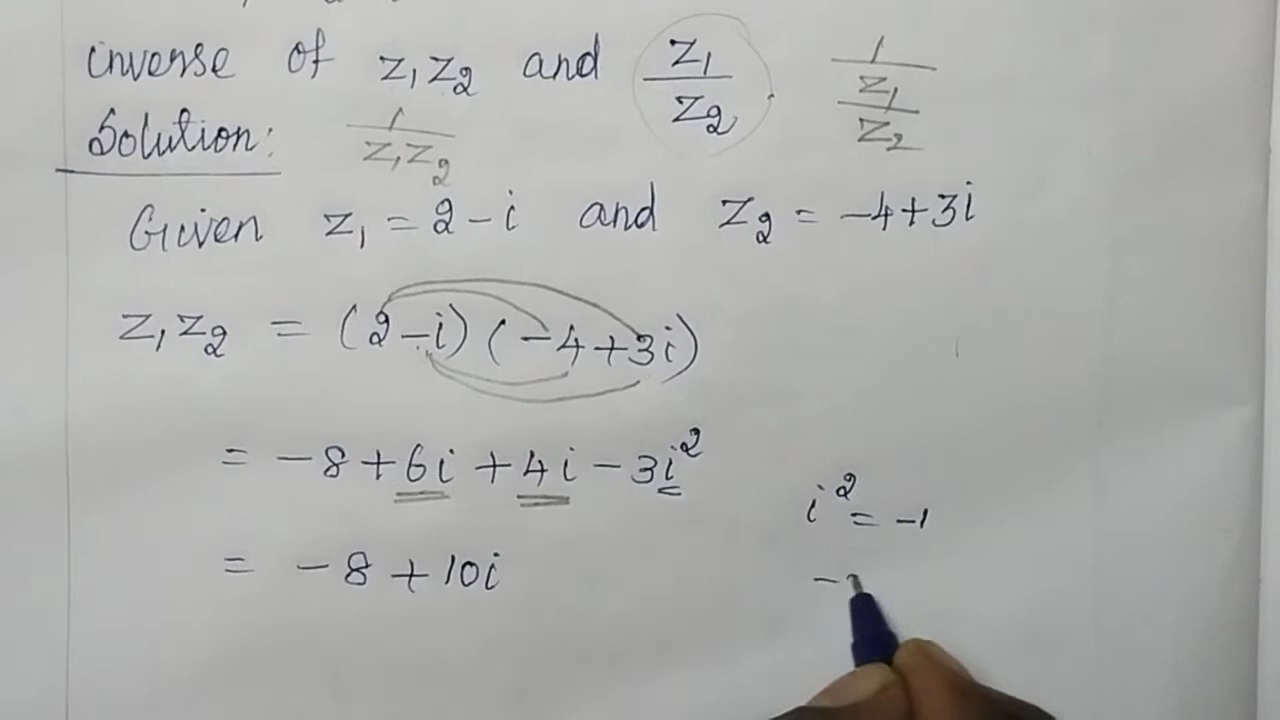 inverse of z₁z₂ and z₁/z₂. 1/(z₁/z₂)
Solution: 1/(z₁z₂)
Given z₁ = 2 - i and z₂ = -4+3i
z₁z₂ = (2-i)(-4+3i)
= -8+6i+4i-3i²
i² = -1
= -8+10i
-